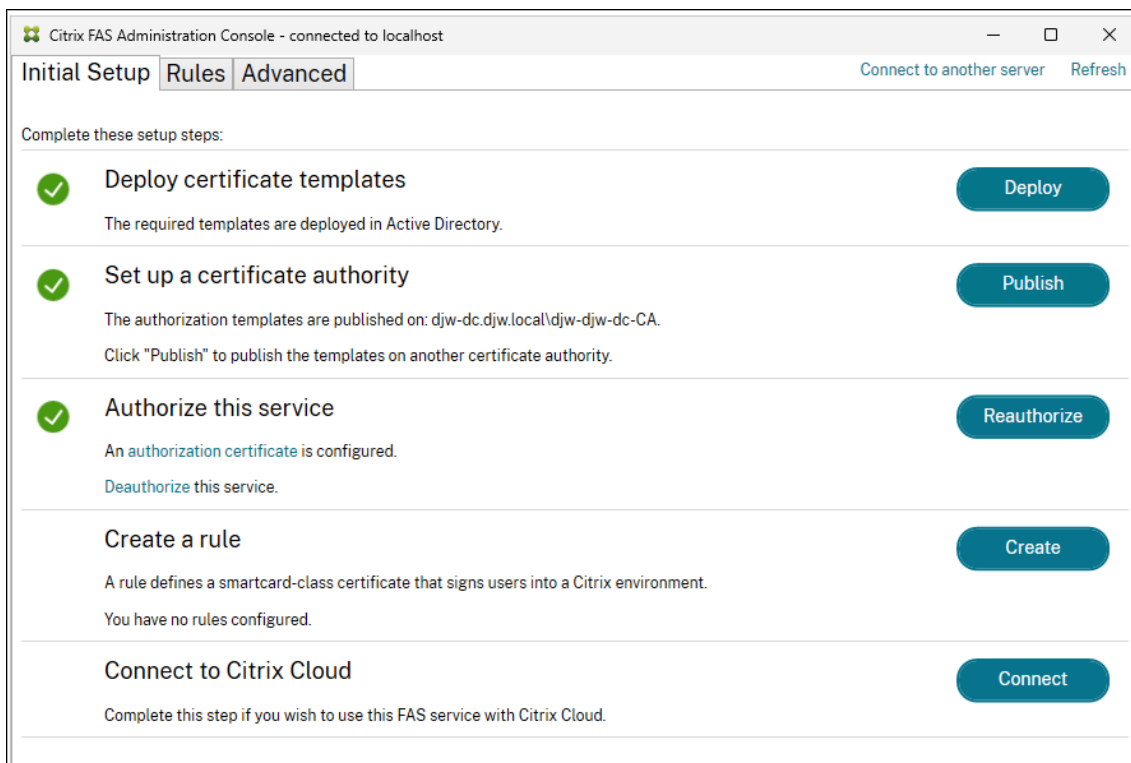 Citrix FAS Administration Console - connected to localhost
Initial Setup Rules Advanced Connect to another server Refresh
Complete these setup steps:
Deploy certificate templates
Deploy
The required templates are deployed in Active Directory.
Set up a certificate authority
Publish
The authorization templates are published on: djw-dc.djw.local\djw-djw-dc-CA.
Click "Publish" to publish the templates on another certificate authority.
Authorize this service
Reauthorize
An authorization certificate is configured.
Deauthorize this service.
Create a rule
Create
A rule defines a smartcard-class certificate that signs users into a Citrix environment.
You have no rules configured.
Connect to Citrix Cloud
Connect
Complete this step if you wish to use this FAS service with Citrix Cloud.